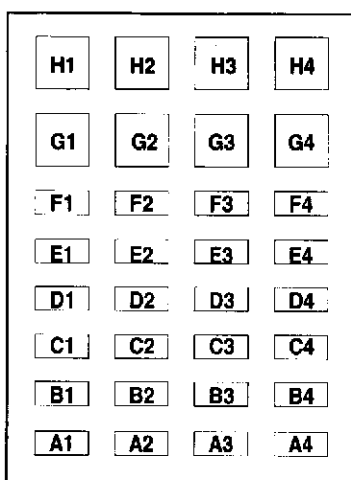 H1 H2 H3 H4
G1 G2 G3 G4
F1 F2 F3 F4
E1 E2 E3 E4
D1 D2 D3 D4
C1 C2 C3 C4
B1 B2 B3 B4
A1 A2 A3 A4